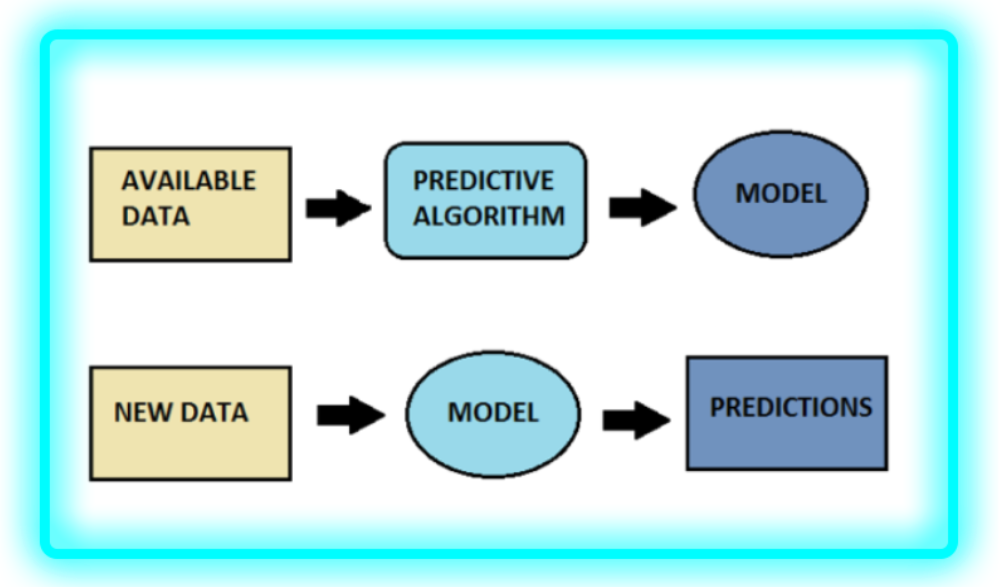 AVAILABLE
DATA
PREDICTIVE
ALGORITHM
MODEL
NEW DATA
MODEL
PREDICTIONS